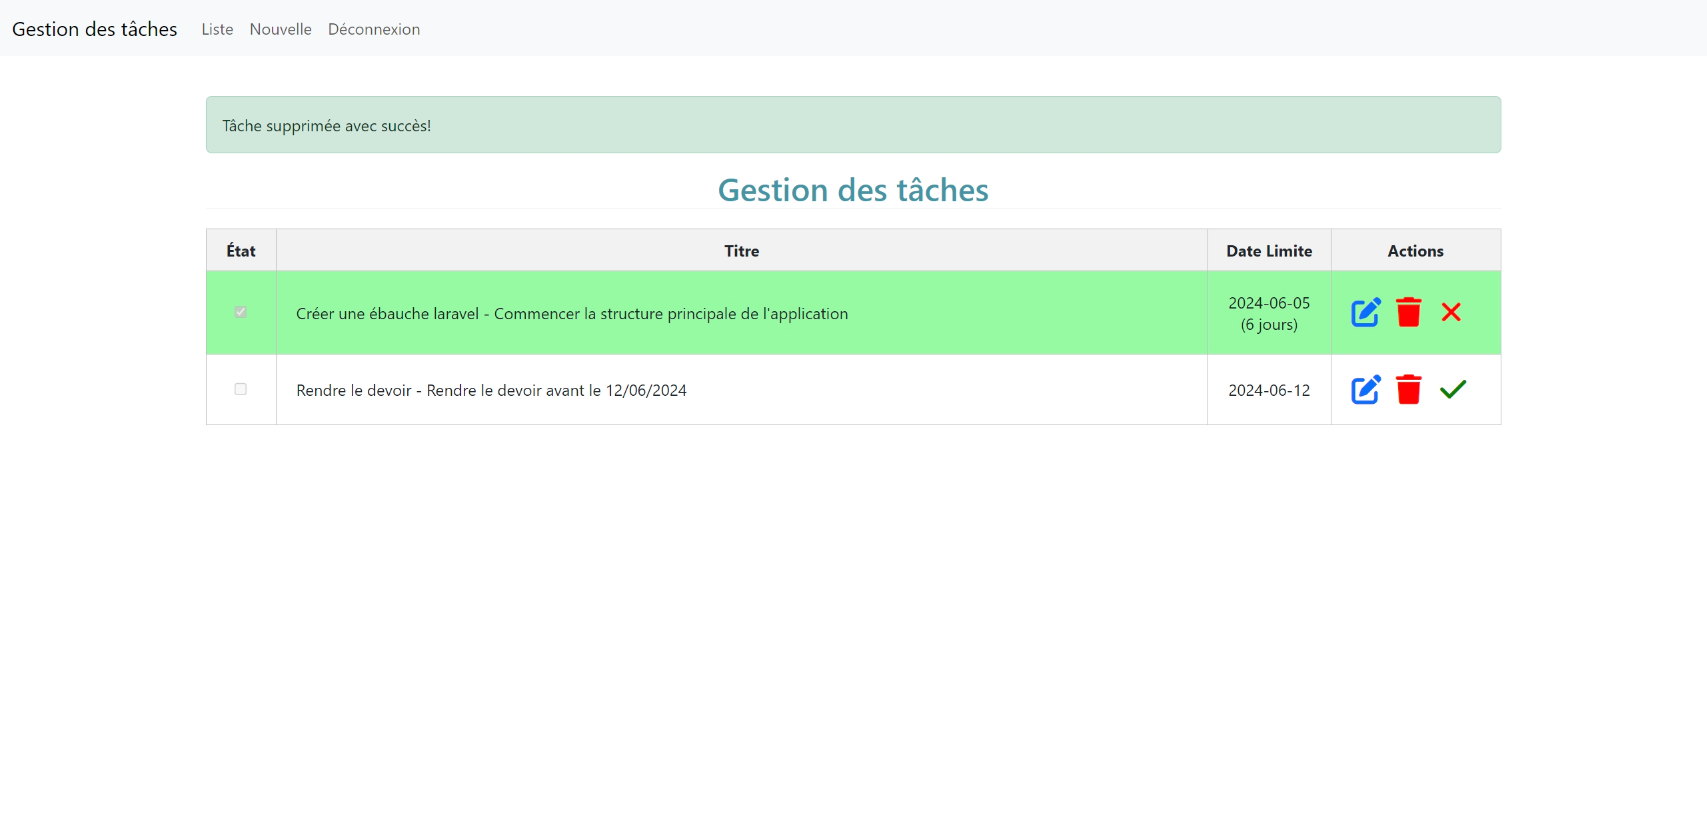 Gestion des tâches Liste Nouvelle Déconnexion
Tâche supprimée avec succès!
Gestion des tâches
État Titre Date Limite Actions
Créer une ébauche laravel - Commencer la structure principale de l'application 2024-06-05
(6 jours)
Rendre le devoir - Rendre le devoir avant le 12/06/2024 2024-06-12